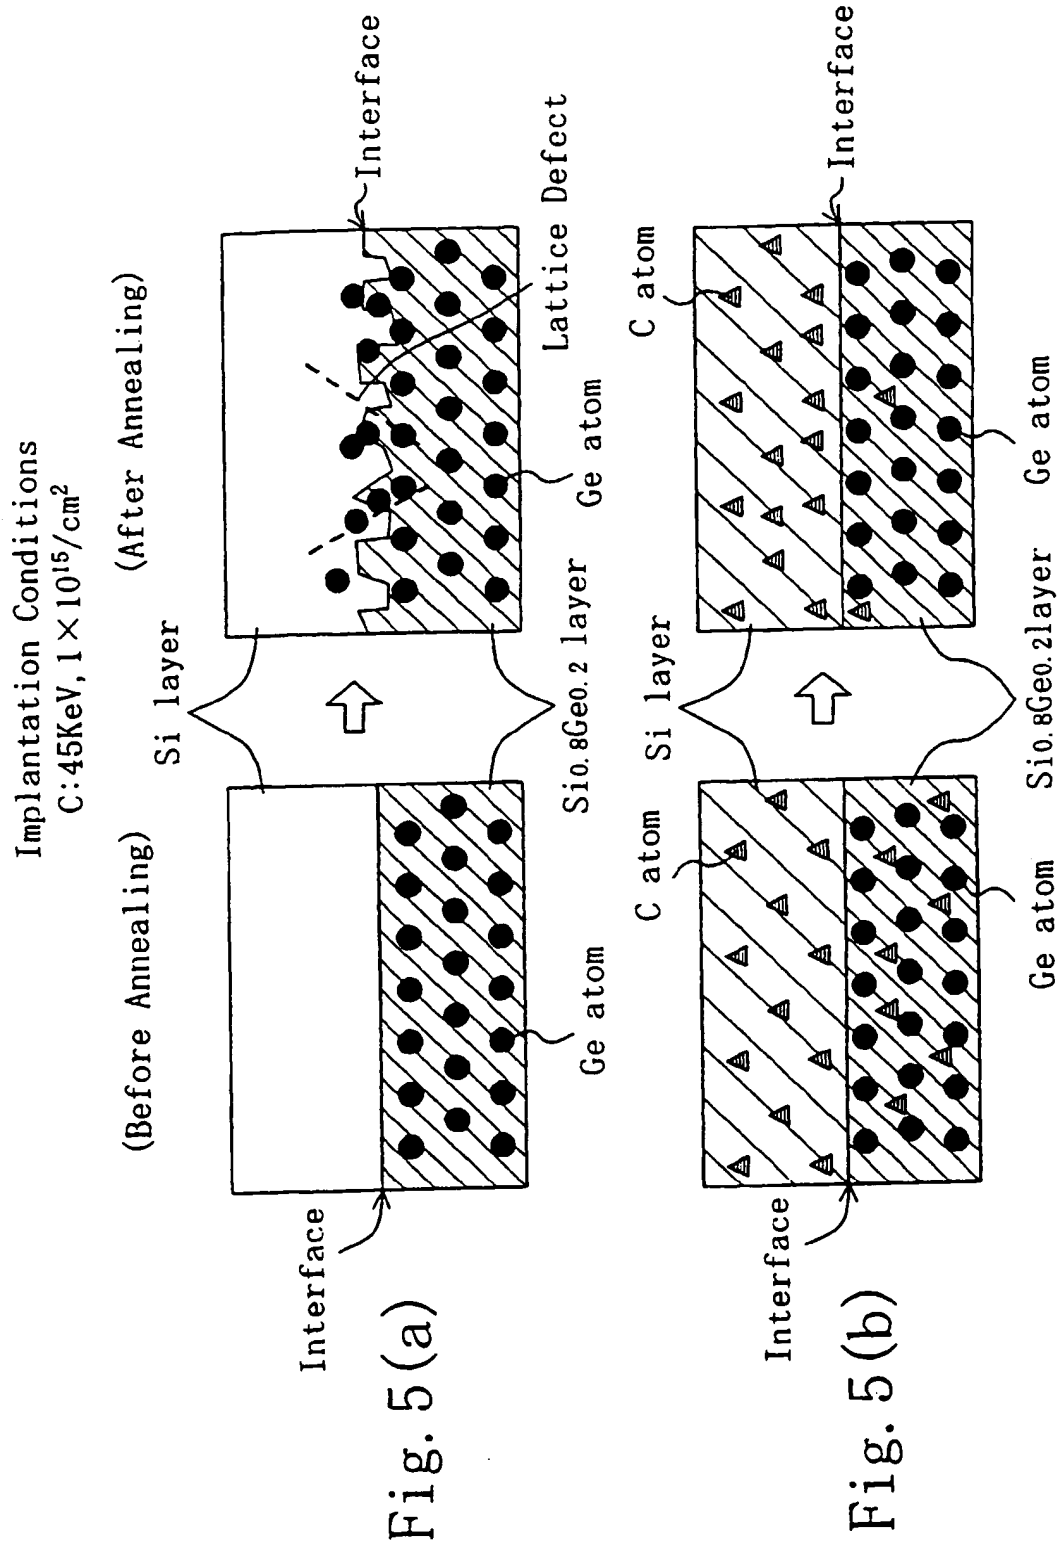 Implantation Conditions
C:45KeV, 1×10¹⁵/cm²
(Before Annealing)
(After Annealing)
Si layer
Interface
Interface
Ge atom
Si0.8Ge0.2 layer
Ge atom
Lattice Defect
Fig. 5(a)
C atom
Si layer
C atom
Interface
Interface
Ge atom
Si0.8Ge0.2layer
Ge atom
Fig. 5(b)